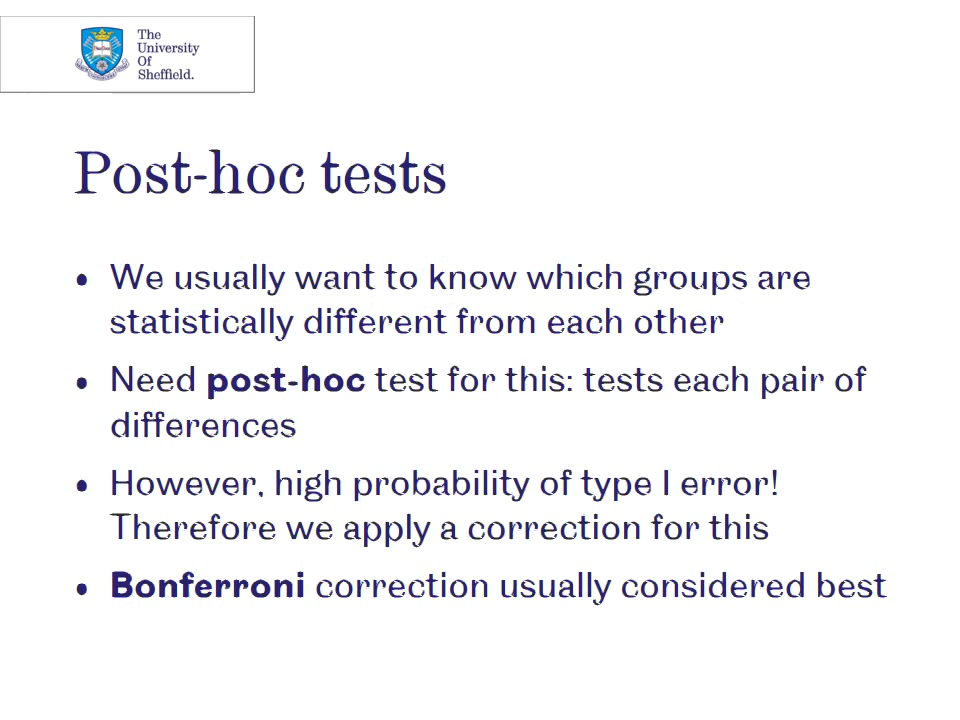 The
University
Of
Sheffield.
Post-hoc tests
• We usually want to know which groups are
statistically different from each other
• Need post-hoc test for this: tests each pair of
differences
• However, high probability of type I error!
Therefore we apply a correction for this
• Bonferroni correction usually considered best